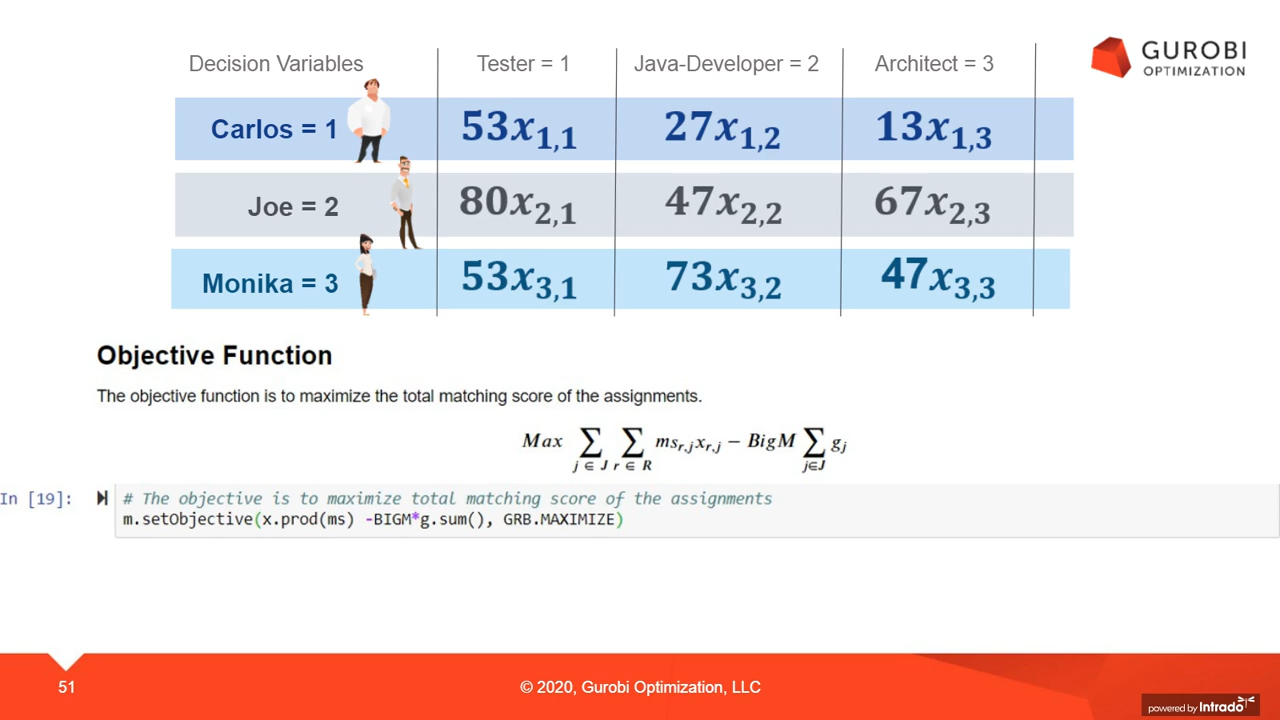 Decision Variables Tester = 1 Java-Developer = 2 Architect = 3
GUROBI
OPTIMIZATION
Carlos = 1 53x1,1 27x1,2 13x1,3
Joe = 2 80x2,1 47x2,2 67x2,3
Monika = 3 53x3,1 73x3,2 47x3,3
Objective Function
The objective function is to maximize the total matching score of the assignments.
Max ∑j ∈ J ∑r ∈ R msr,jxr,j − BigM ∑j∈J gj
In [19]: # The objective is to maximize total matching score of the assignments
m.setObjective(x.prod(ms) -BIGM*g.sum(), GRB.MAXIMIZE)
51 © 2020, Gurobi Optimization, LLC
powered by Intrado